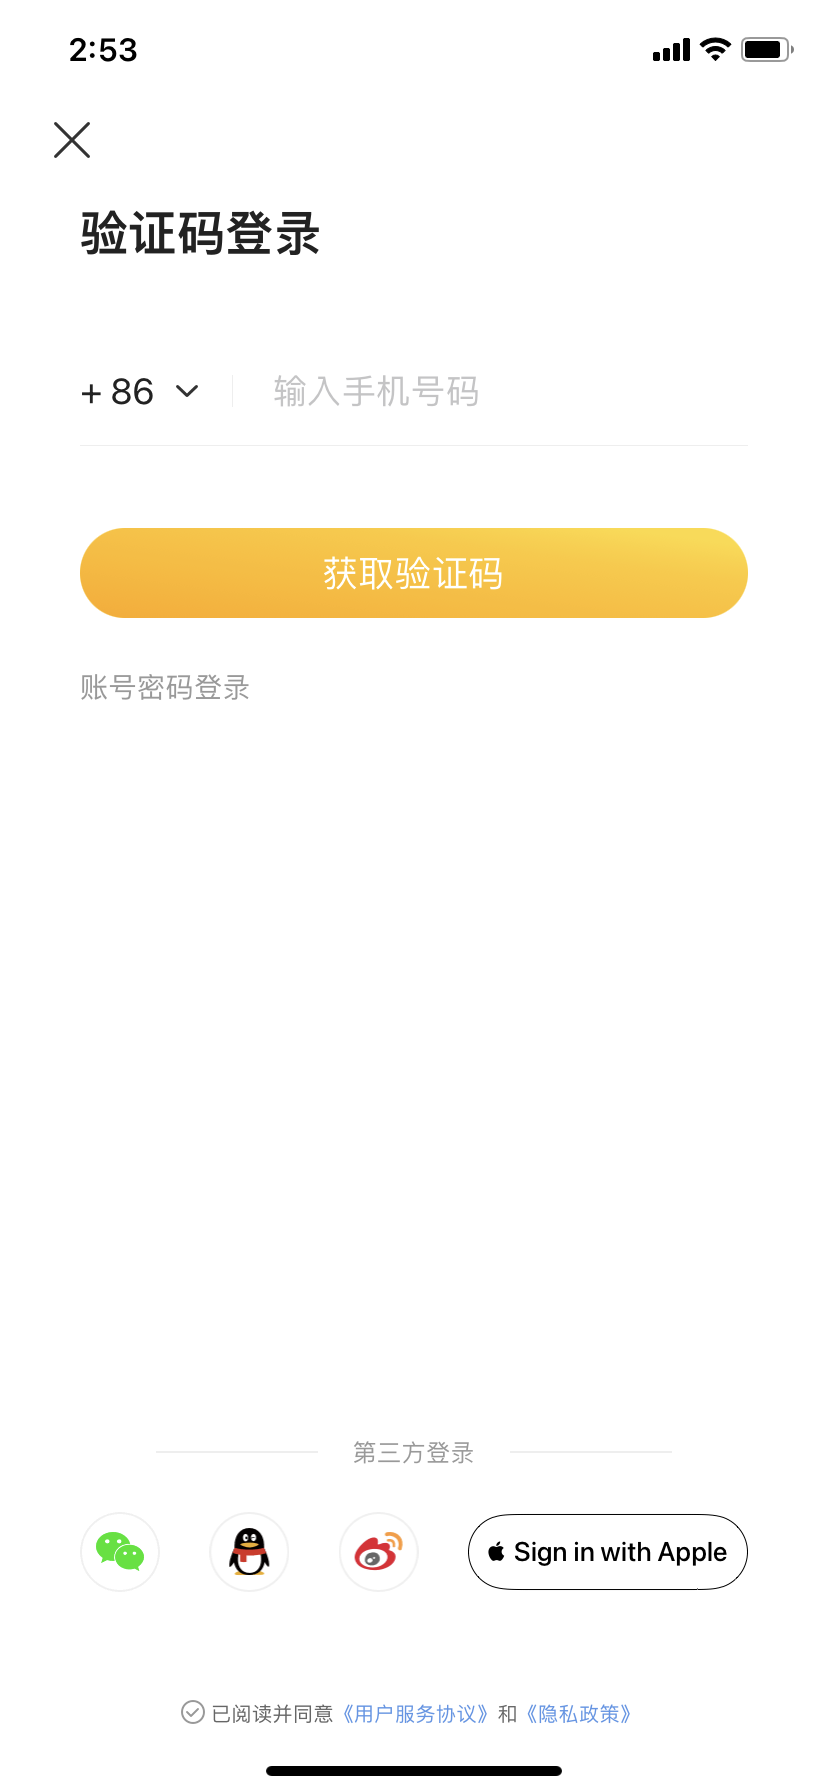 2:53
验证码登录
+ 86 输入手机号码
获取验证码
账号密码登录
第三方登录
Sign in with Apple
已阅读并同意《用户服务协议》和《隐私政策》